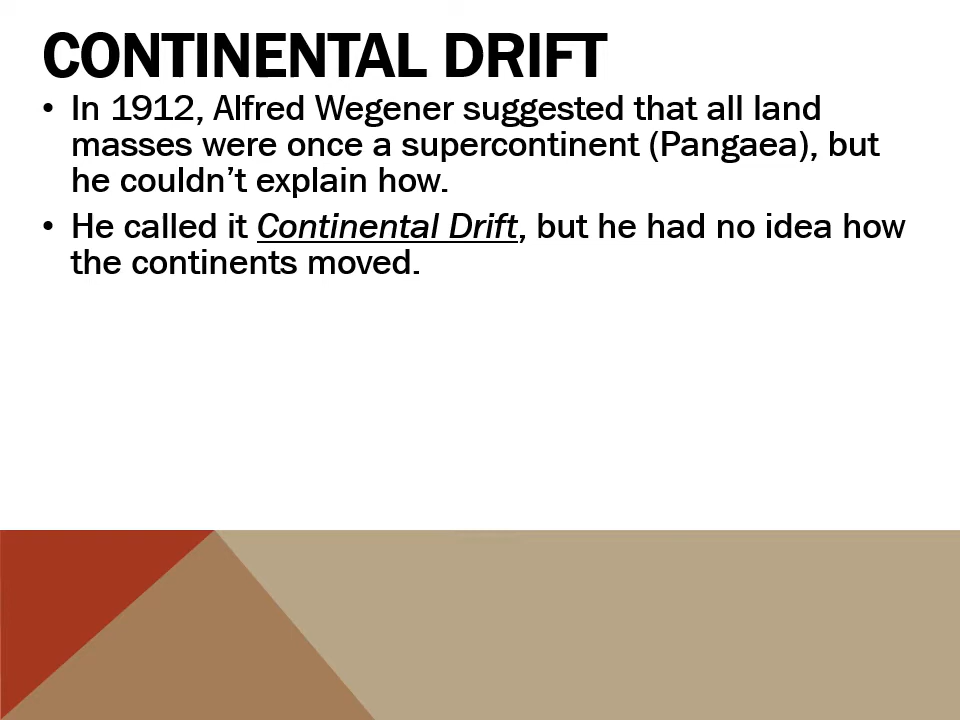 CONTINENTAL DRIFT
• In 1912, Alfred Wegener suggested that all land
masses were once a supercontinent (Pangaea), but
he couldn’t explain how.
• He called it Continental Drift, but he had no idea how
the continents moved.